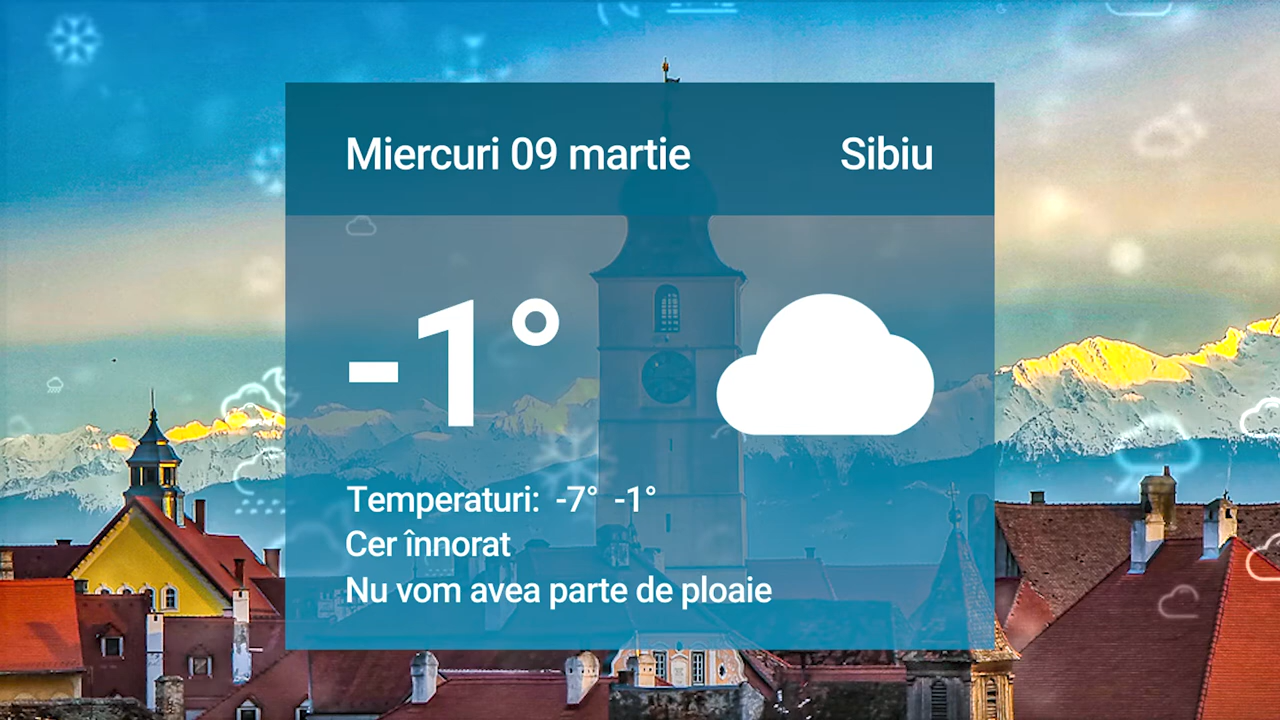 Miercuri 09 martie Sibiu
-1°
Temperaturi: -7° -1°
Cer înnorat
Nu vom avea parte de ploaie